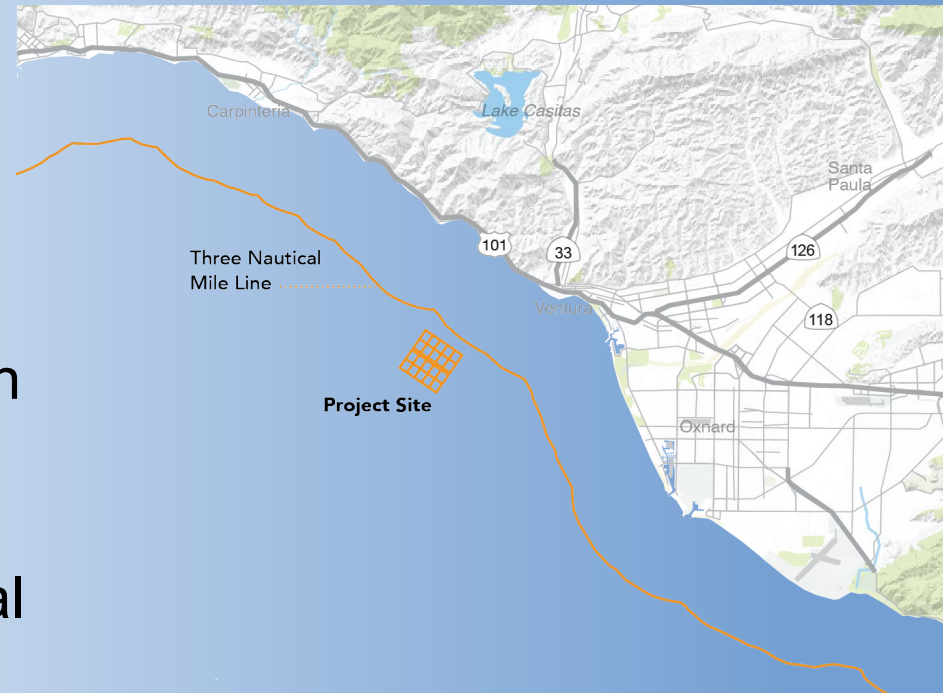 Carpinteria
Lake Casitas
Santa
Paula
101
33
126
Three Nautical
Mile Line
Ventura
118
n
Project Site
Oxnard
al